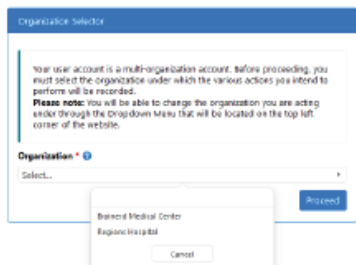 Organization Selector
Your user account is a multi-organization account. Before proceeding, you
must select the organization under which the various actions you intend to
perform will be recorded.
Please note: You will be able to change the organization you are acting
under through the Dropdown Menu that will be located on the top left
corner of the website.
Organization *
Select...
Proceed
Brainerd Medical Center
Regions Hospital
Cancel